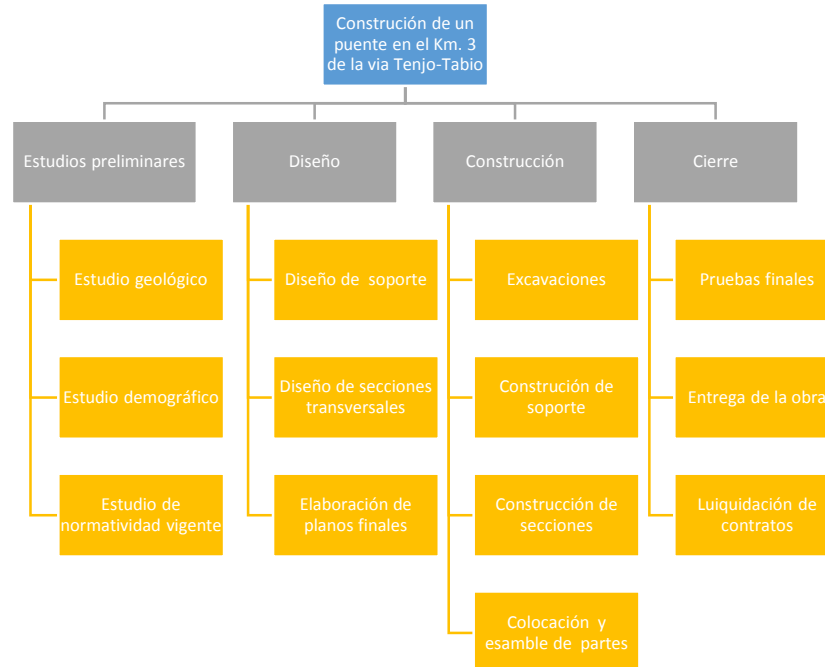 Construción de un
puente en el Km. 3
de la via Tenjo-Tabio
Estudios preliminares
Diseño
Construcción
Cierre
Estudio geológico
Diseño de soporte
Excavaciones
Pruebas finales
Estudio demográfico
Diseño de secciones
transversales
Construción de
soporte
Entrega de la obra
Estudio de
normatividad vigente
Elaboración de
planos finales
Construcción de
secciones
Luiquidación de
contratos
Colocación y
esamble de partes